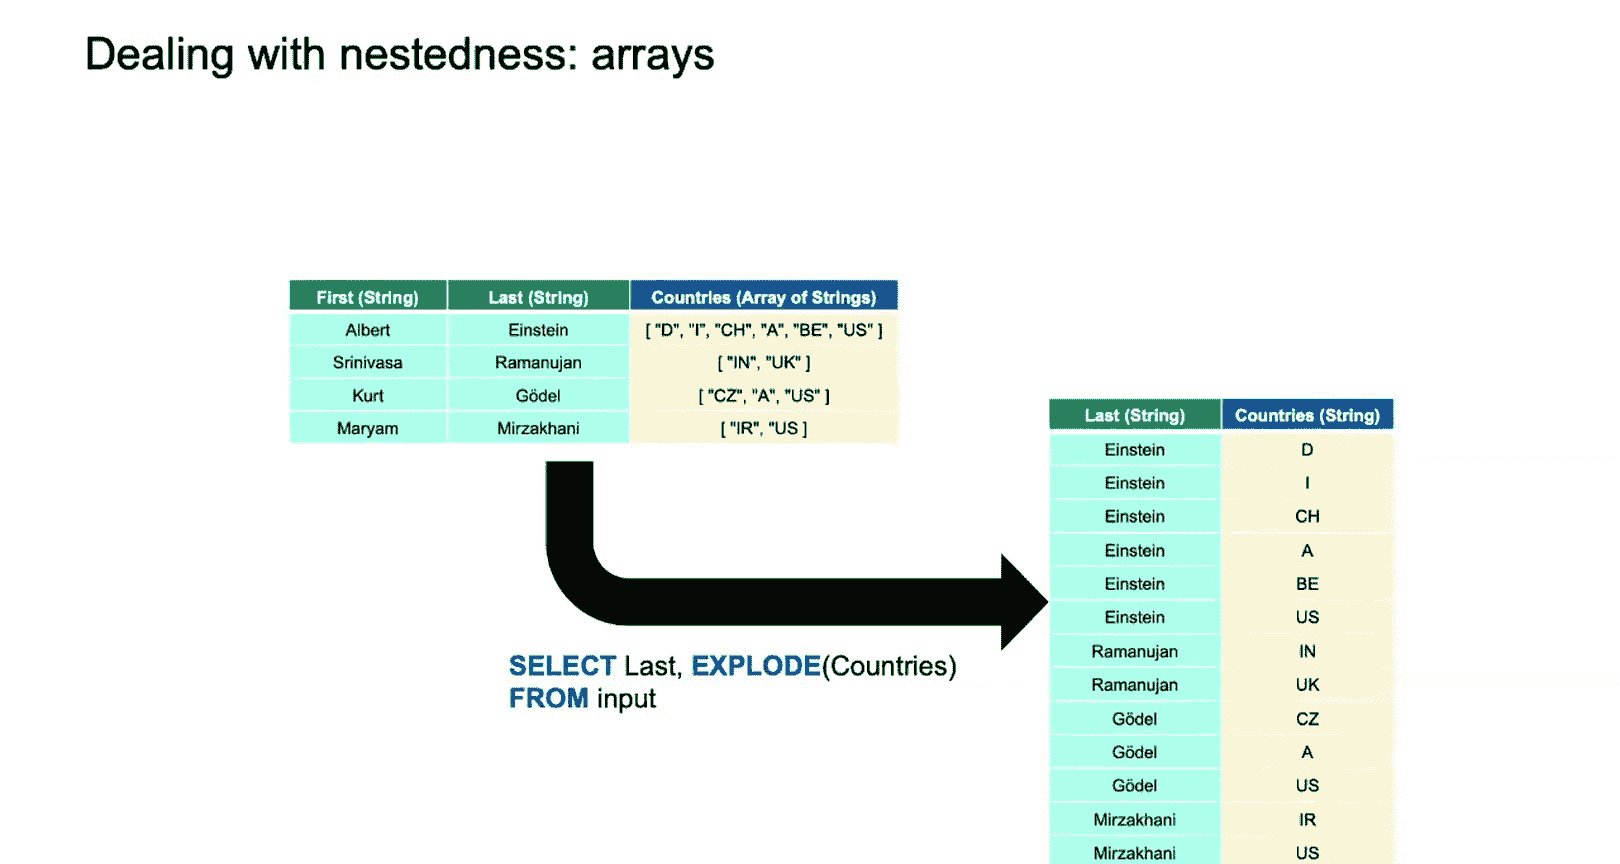 Dealing with nestedness: arrays
First (String) Last (String) Countries (Array of Strings)
Albert Einstein [ "D", "I", "CH", "A", "BE", "US" ]
Srinivasa Ramanujan [ "IN", "UK" ]
Kurt Gödel [ "CZ", "A", "US" ]
Maryam Mirzakhani [ "IR", "US ]
SELECT Last, EXPLODE(Countries)
FROM input
Last (String) Countries (String)
Einstein D
Einstein I
Einstein CH
Einstein A
Einstein BE
Einstein US
Ramanujan IN
Ramanujan UK
Gödel CZ
Gödel A
Gödel US
Mirzakhani IR
Mirzakhani US